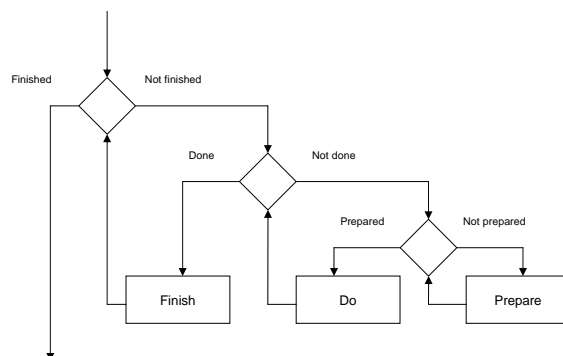 Finished
Not finished
Done
Not done
Prepared
Not prepared
Finish
Do
Prepare